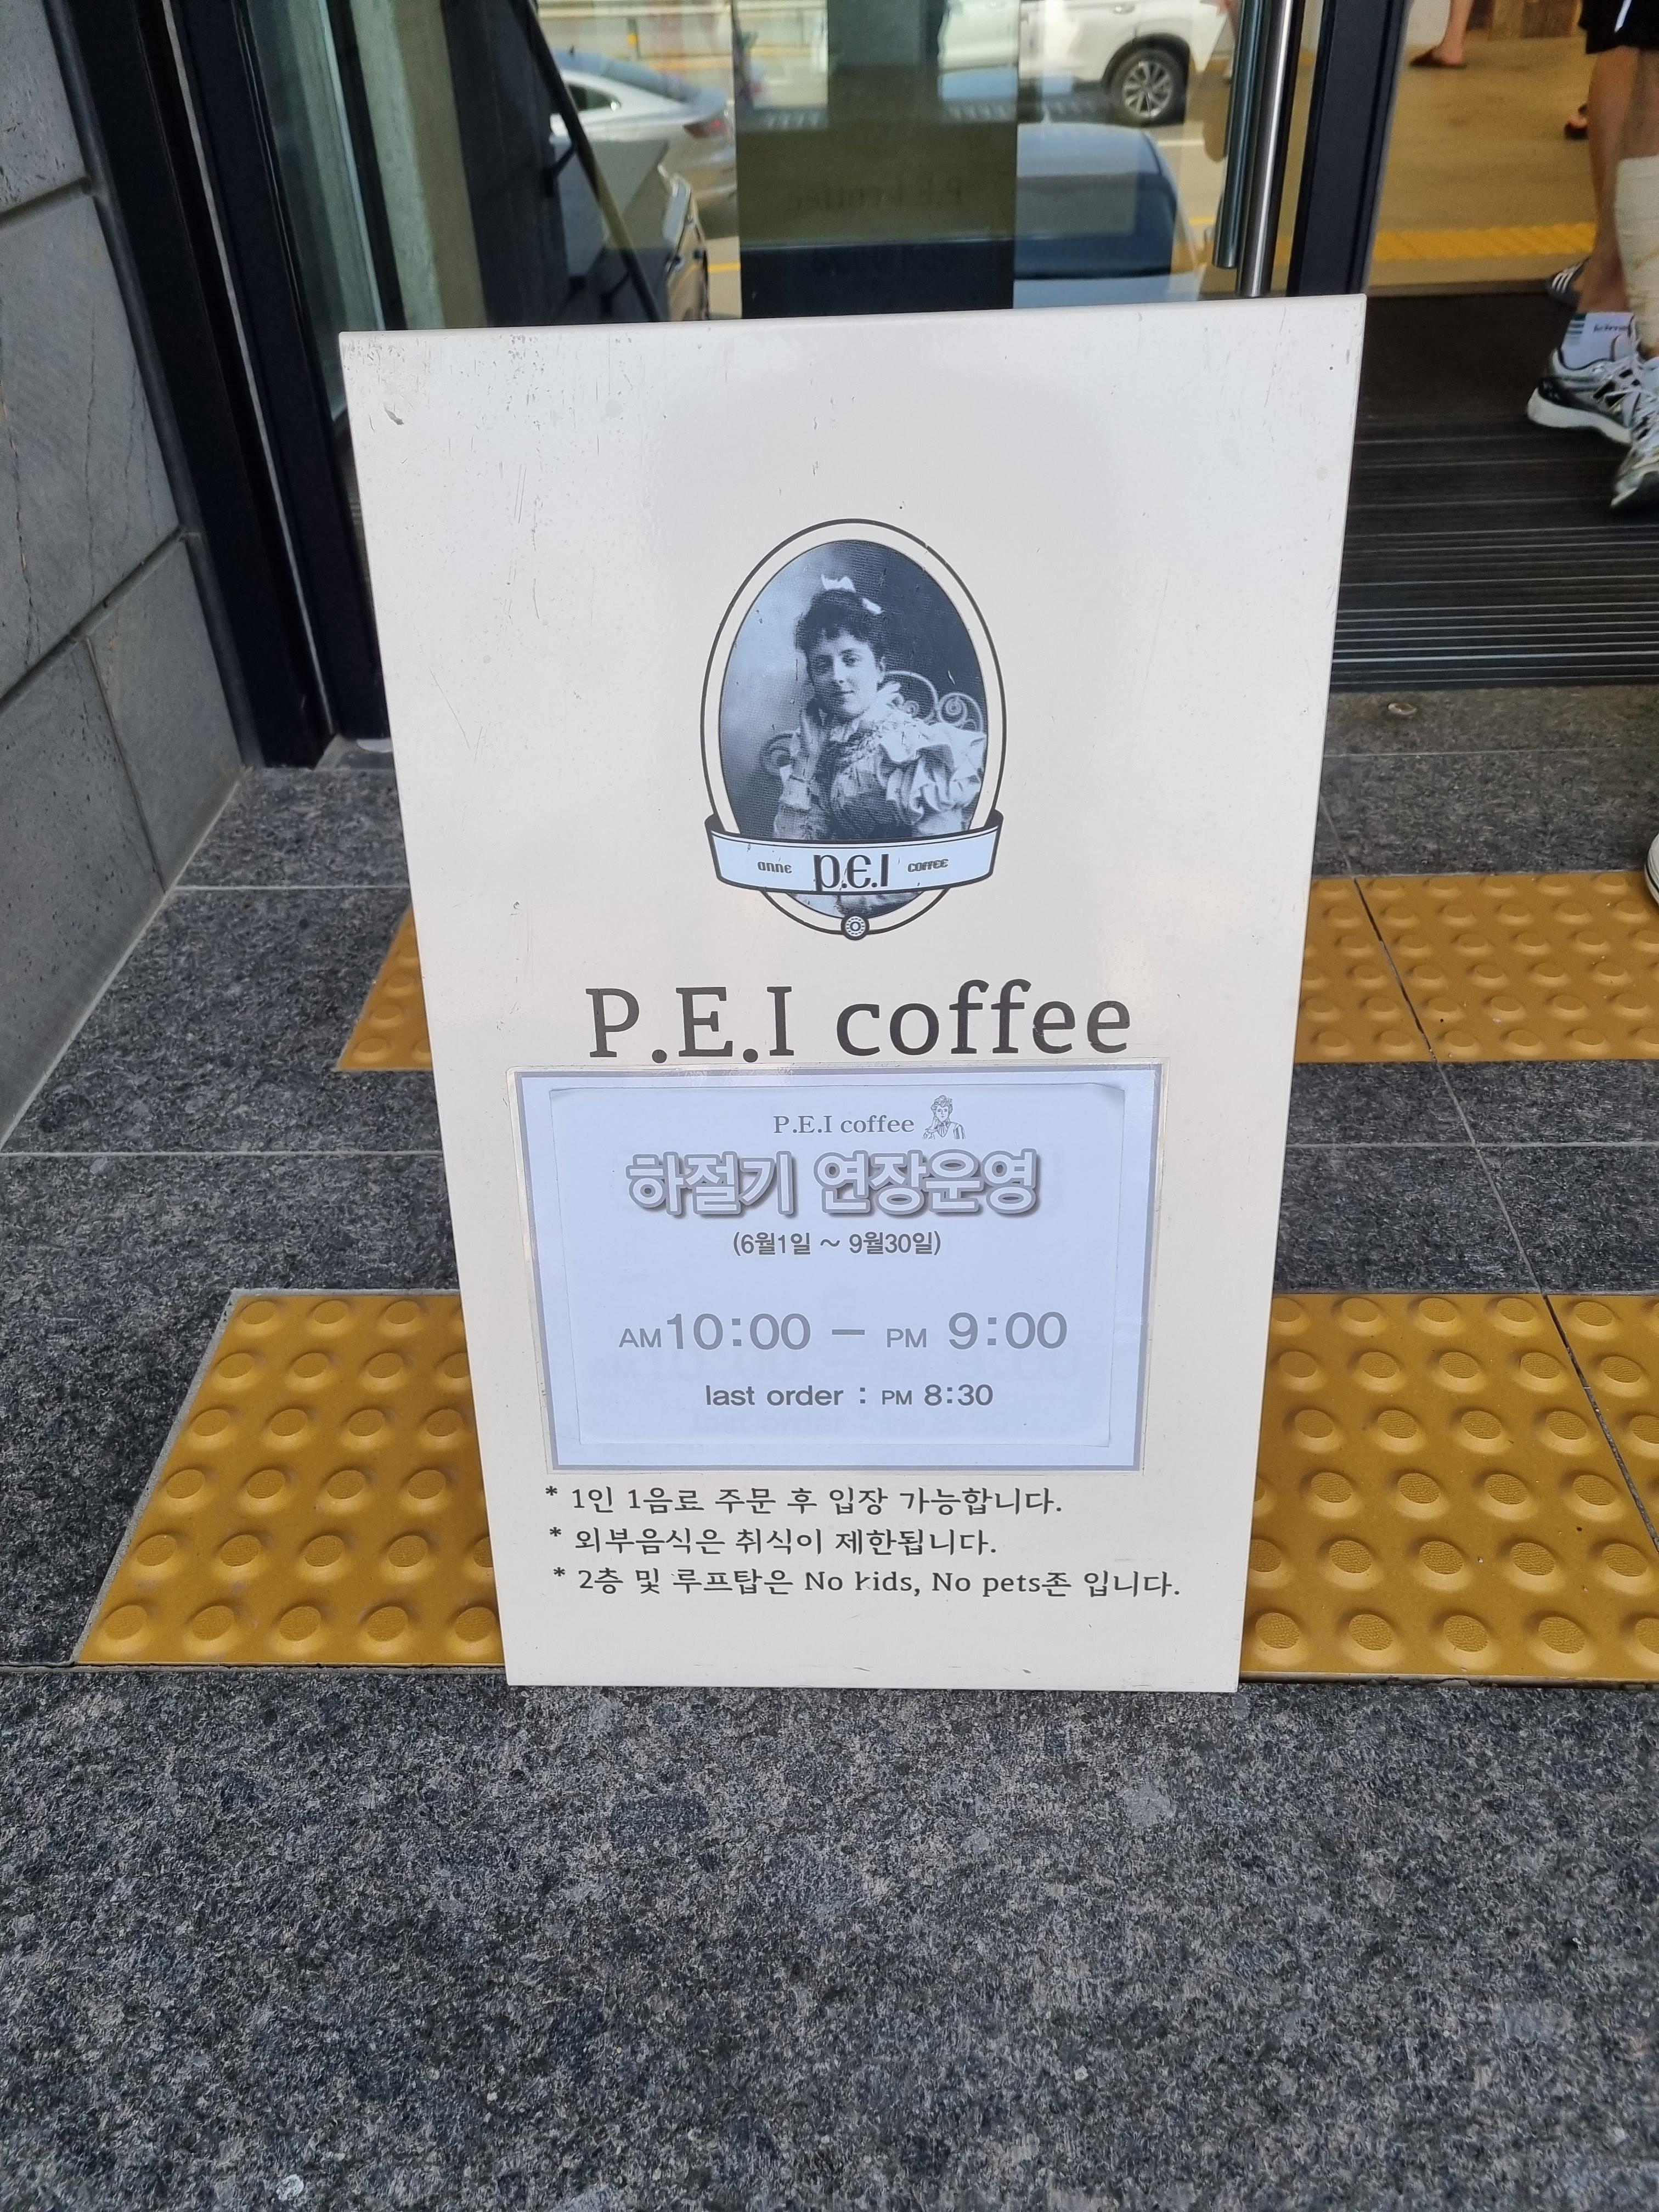 anne p.e.I coffee
P.E.I coffee
P.E.I coffee
하절기 연장운영
(6월1일 ~ 9월30일)
AM10:00 – PM 9:00
last order : PM 8:30
* 1인 1음료 주문 후 입장 가능합니다.
* 외부음식은 취식이 제한됩니다.
* 2층 및 루프탑은 No kids, No pets존 입니다.